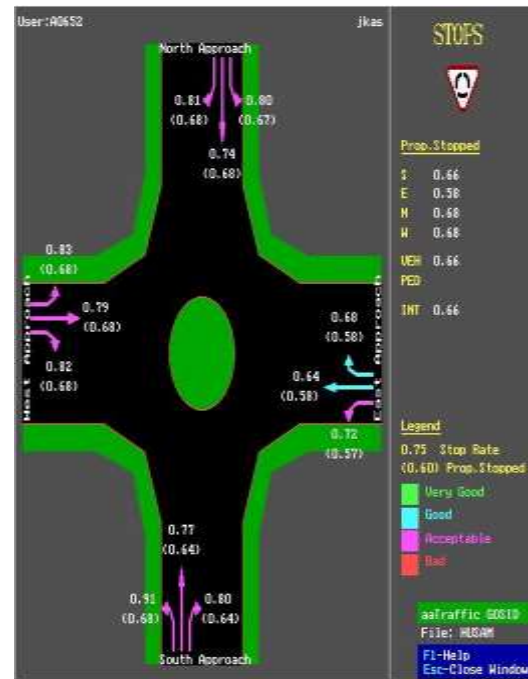 User:A0652
jkas
STOPS
North Approach
0.81
(0.68)
0.80
(0.67)
0.74
(0.68)
Prop.Stopped
S 0.66
E 0.58
N 0.68
W 0.68
VEH 0.66
PED
INT 0.66
0.83
(0.68)
West Approach
0.79
(0.68)
0.82
(0.68)
0.68
(0.58)
0.64
(0.58)
East Approach
0.72
(0.57)
Legend
0.75 Stop Rate
(0.60) Prop.Stopped
Very Good
Good
Acceptable
Bad
0.77
(0.64)
0.91
(0.68)
0.80
(0.64)
South Approach
aaTraffic GOSID
File: HUSAM
F1-Help
Esc-Close Window